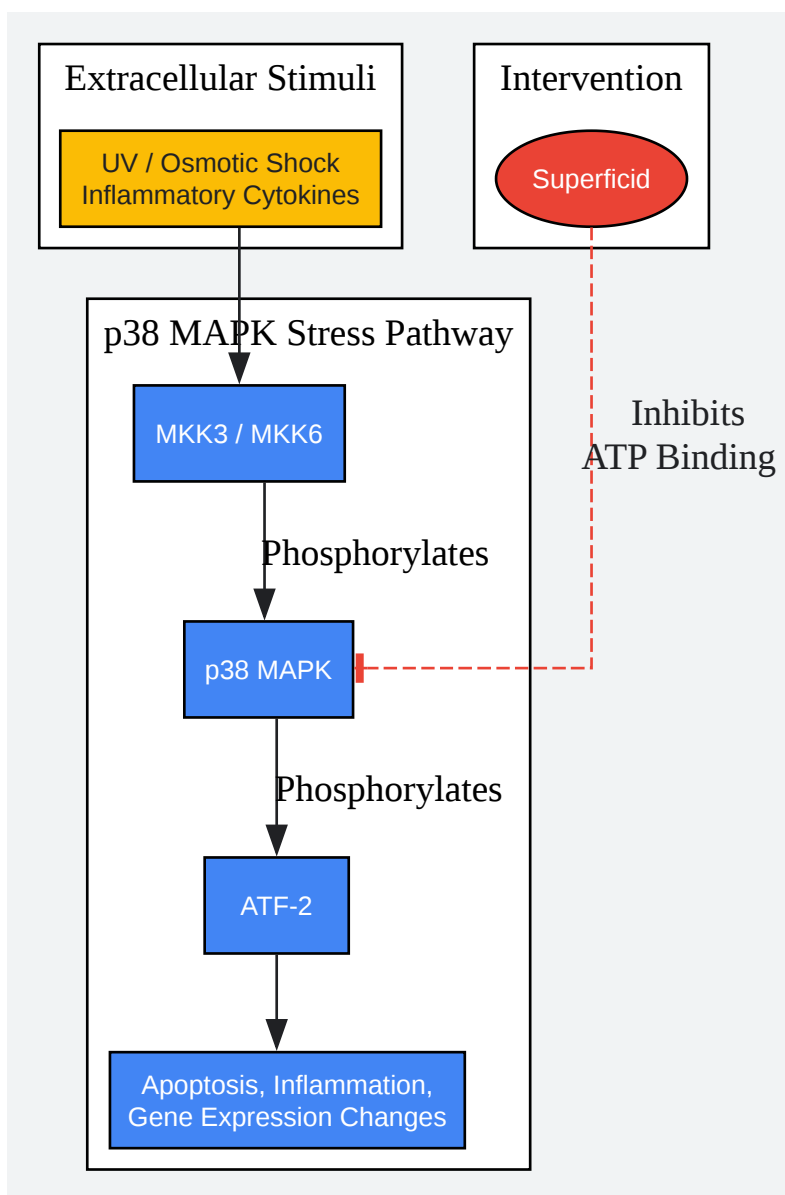 Extracellular Stimuli
UV / Osmotic Shock
Inflammatory Cytokines
Intervention
Superficid
p38 MAPK Stress Pathway
MKK3 / MKK6
Inhibits
ATP Binding
Phosphorylates
p38 MAPK
Phosphorylates
ATF-2
Apoptosis, Inflammation,
Gene Expression Changes